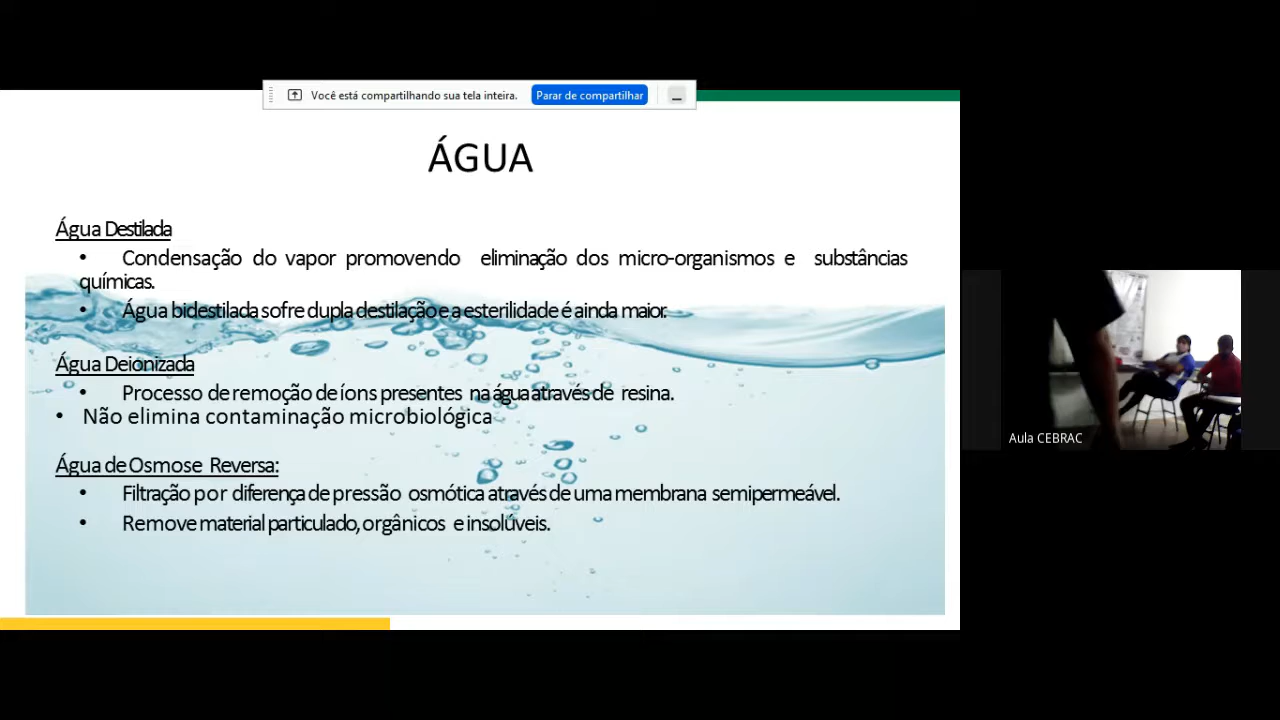 Você está compartilhando sua tela inteira. Parar de compartilhar
ÁGUA
Água Destilada
• Condensação do vapor promovendo eliminação dos micro-organismos e substâncias
químicas.
• Água bidestilada sofre dupla destilação e a esterilidade é ainda maior.
Água Deionizada
• Processo de remoção de íons presentes na água através de resina.
• Não elimina contaminação microbiológica
Água de Osmose Reversa:
• Filtração por diferença de pressão osmótica através de uma membrana semipermeável.
• Remove material particulado, orgânicos e insolúveis.
Aula CEBRAC